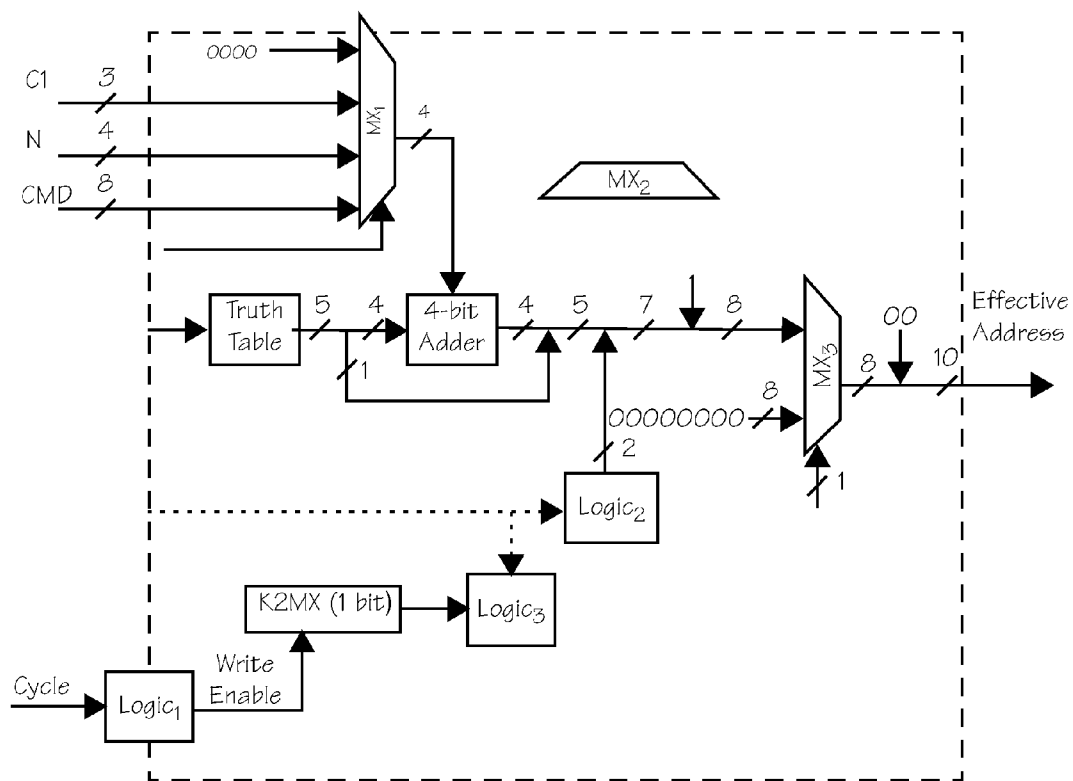 0000
C1
3
N
4
CMD
8
MX1
4
MX2
Truth
Table
5
4
1
4-bit
Adder
4
5
7
1
8
MX3
00
8
10
Effective
Address
00000000
8
1
2
Logic2
K2MX (1 bit)
Logic3
Cycle
Logic1
Write
Enable